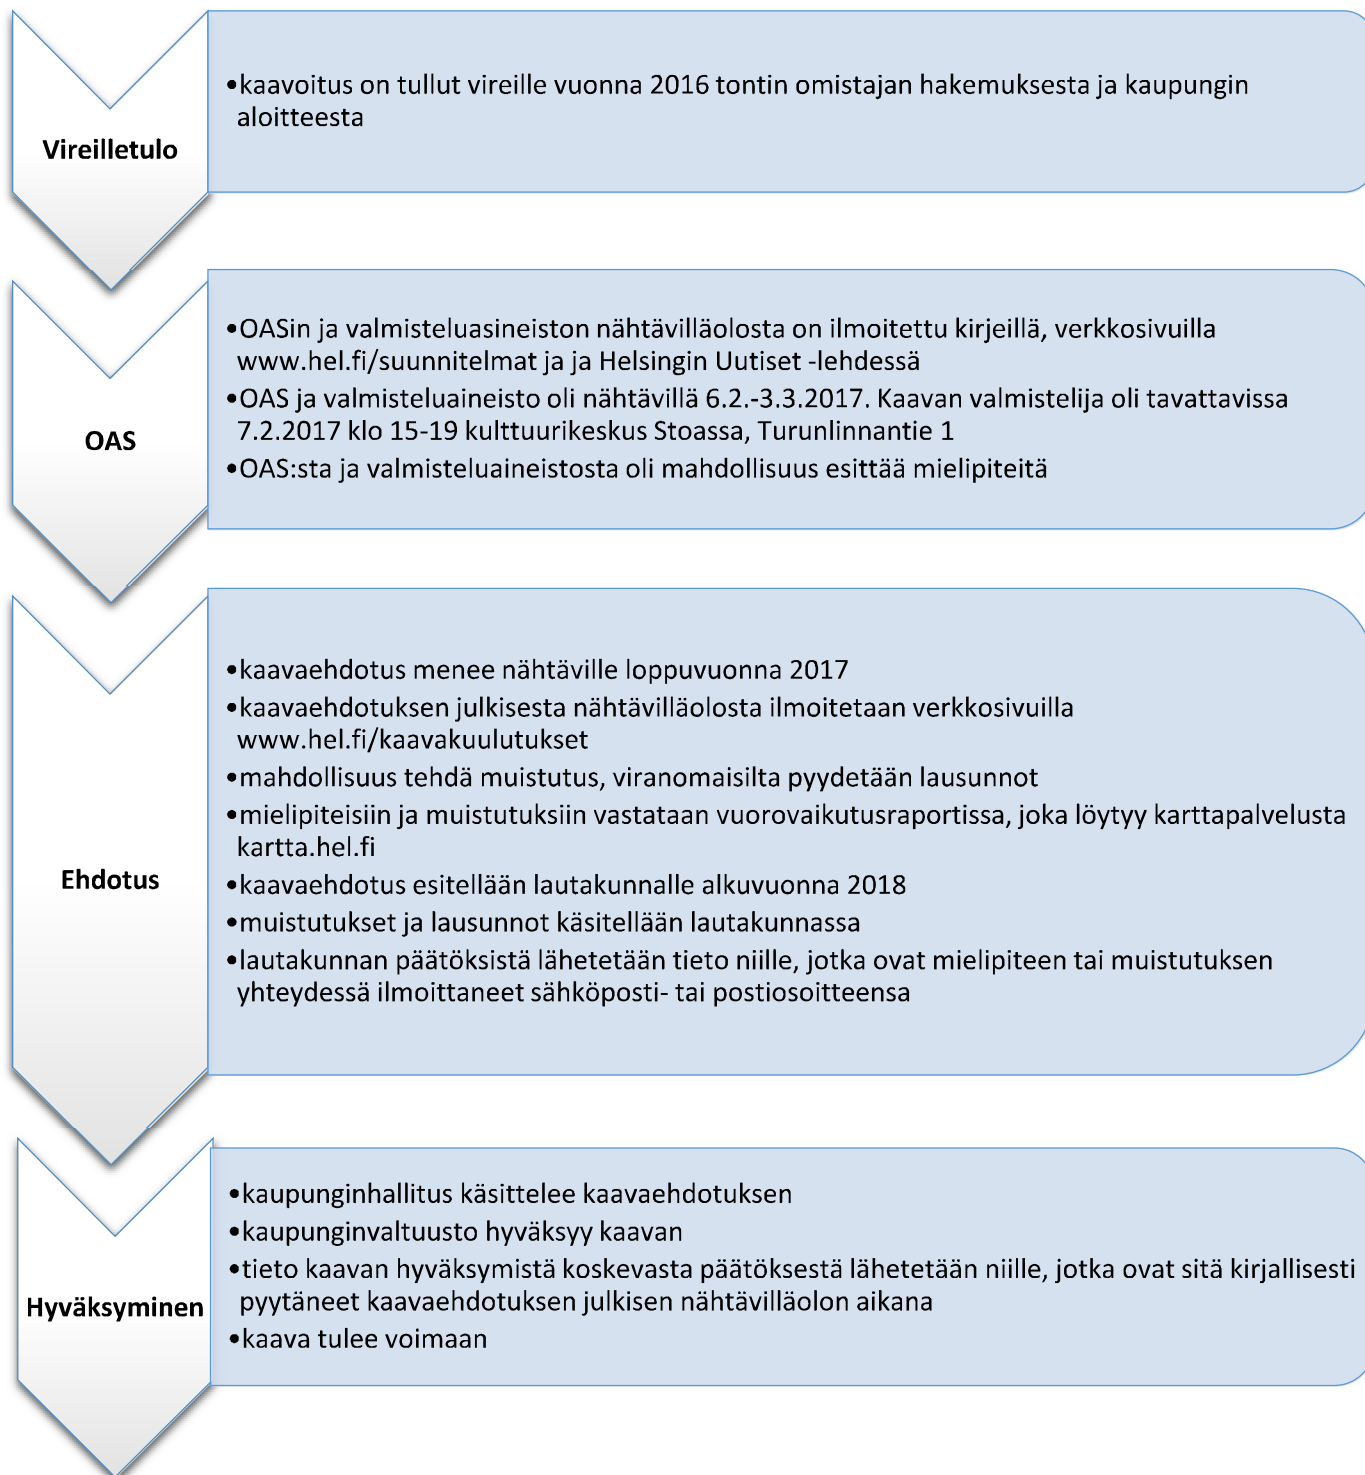 Vireilletulo
•kaavoitus on tullut vireille vuonna 2016 tontin omistajan hakemuksesta ja kaupungin
aloitteesta
OAS
•OASin ja valmisteluasineiston nähtävilläolosta on ilmoitettu kirjeillä, verkkosivuilla
www.hel.fi/suunnitelmat ja ja Helsingin Uutiset -lehdessä
•OAS ja valmisteluaineisto oli nähtävillä 6.2.-3.3.2017. Kaavan valmistelija oli tavattavissa
7.2.2017 klo 15-19 kulttuurikeskus Stoassa, Turunlinnantie 1
•OAS:sta ja valmisteluaineistosta oli mahdollisuus esittää mielipiteitä
Ehdotus
•kaavaehdotus menee nähtäville loppuvuonna 2017
•kaavaehdotuksen julkisesta nähtävilläolosta ilmoitetaan verkkosivuilla
www.hel.fi/kaavakuulutukset
•mahdollisuus tehdä muistutus, viranomaisilta pyydetään lausunnot
•mielipiteisiin ja muistutuksiin vastataan vuorovaikutusraportissa, joka löytyy karttapalvelusta
kartta.hel.fi
•kaavaehdotus esitellään lautakunnalle alkuvuonna 2018
•muistutukset ja lausunnot käsitellään lautakunnassa
•lautakunnan päätöksistä lähetetään tieto niille, jotka ovat mielipiteen tai muistutuksen
yhteydessä ilmoittaneet sähköposti- tai postiosoitteensa
Hyväksyminen
•kaupunginhallitus käsittelee kaavaehdotuksen
•kaupunginvaltuusto hyväksyy kaavan
•tieto kaavan hyväksymistä koskevasta päätöksestä lähetetään niille, jotka ovat sitä kirjallisesti
pyytäneet kaavaehdotuksen julkisen nähtävilläolon aikana
•kaava tulee voimaan